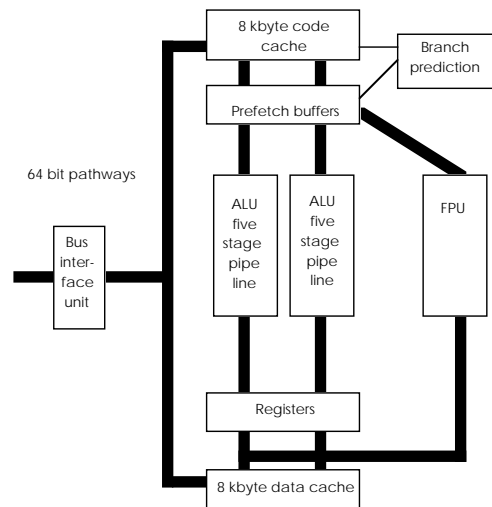 8 kbyte code
cache
Branch
prediction
Prefetch buffers
64 bit pathways
ALU
five
stage
pipe
line
ALU
five
stage
pipe
line
FPU
Bus
inter-
face
unit
Registers
8 kbyte data cache